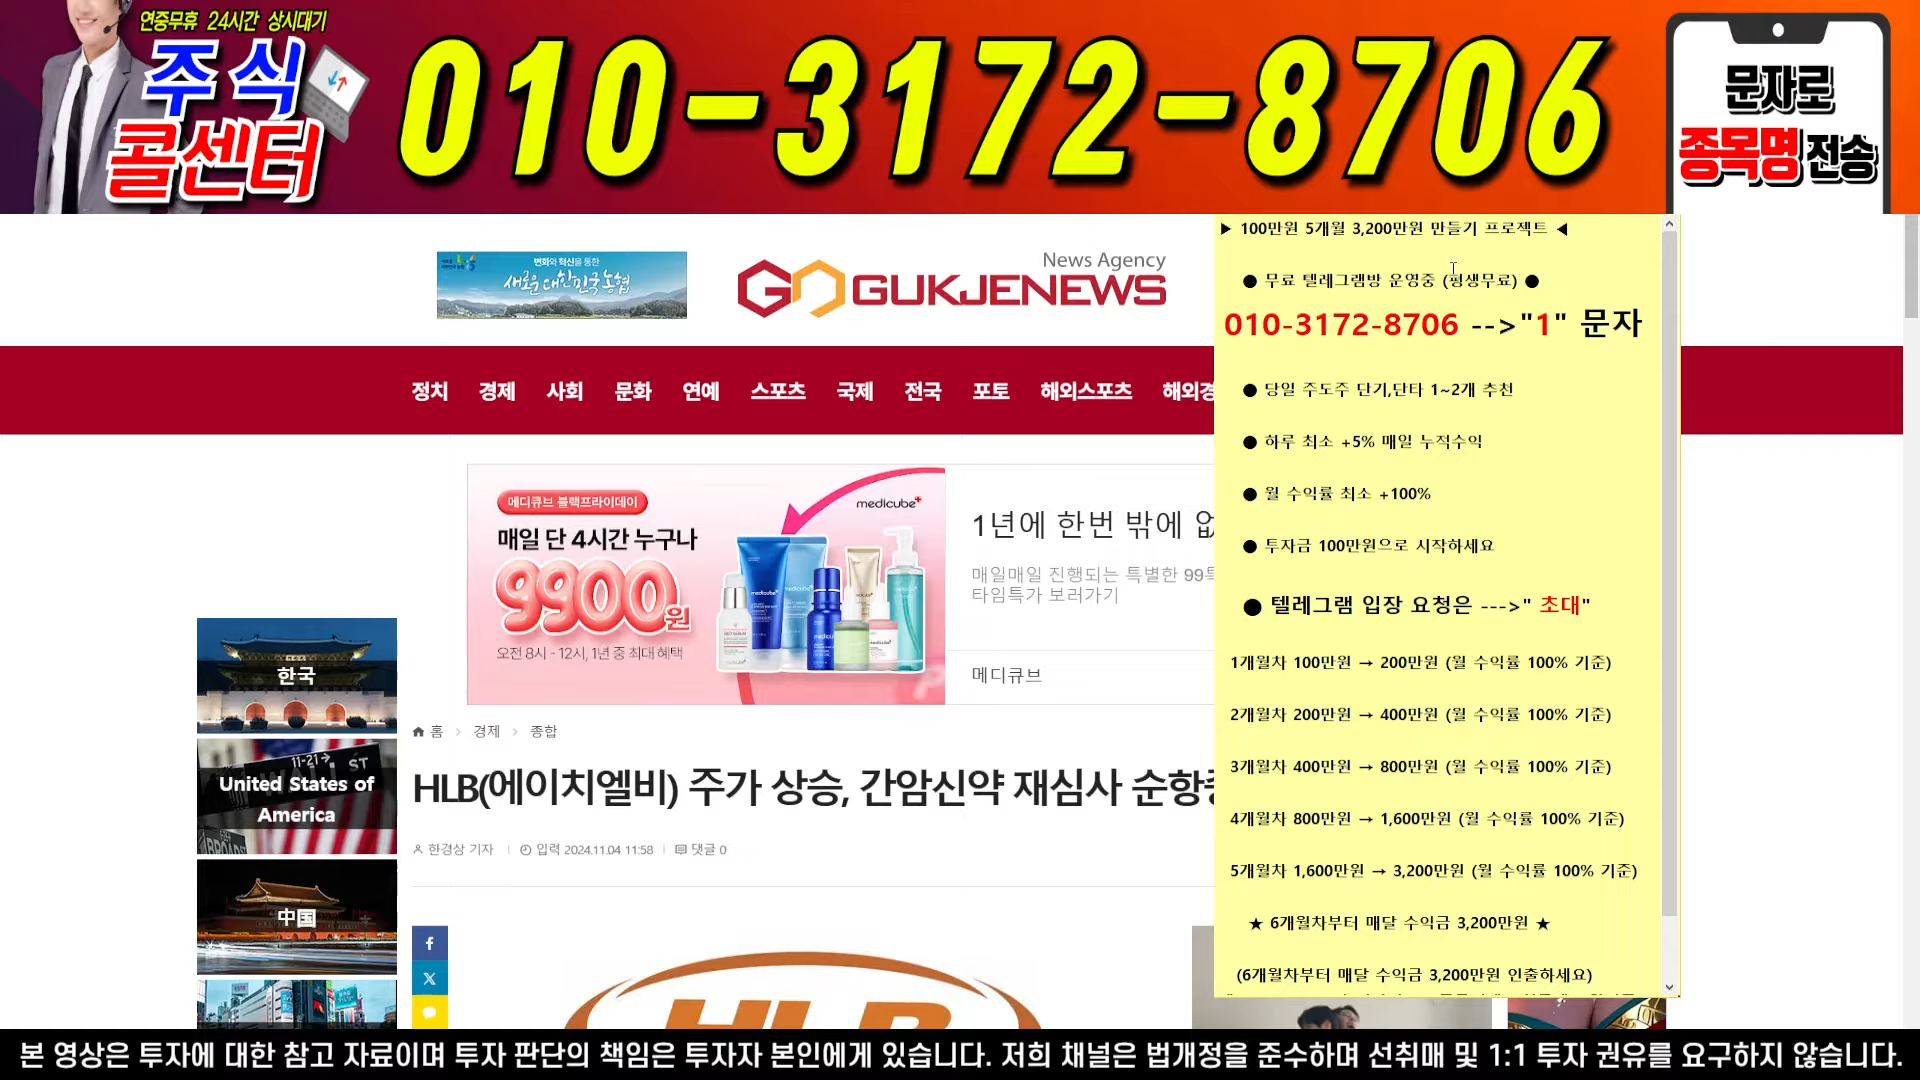 연중무휴 24시간 상시대기
주식
콜센터
010-3172-8706
문자로
종목명 전송
변화와 혁신을 통한
새로운 대한민국 농협
News Agency
GUKJENEWS
정치 경제 사회 문화 연예 스포츠 국제 전국 포토 해외스포츠 해외경
▶ 100만원 5개월 3,200만원 만들기 프로젝트 ◀
● 무료 텔레그램방 운영중 (평생무료) ●
010-3172-8706 -->"1" 문자
● 당일 주도주 단기,단타 1~2개 추천
● 하루 최소 +5% 매일 누적수익
● 월 수익률 최소 +100%
● 투자금 100만원으로 시작하세요
● 텔레그램 입장 요청은 --->" 초대"
1개월차 100만원 → 200만원 (월 수익률 100% 기준)
2개월차 200만원 → 400만원 (월 수익률 100% 기준)
3개월차 400만원 → 800만원 (월 수익률 100% 기준)
4개월차 800만원 → 1,600만원 (월 수익률 100% 기준)
5개월차 1,600만원 → 3,200만원 (월 수익률 100% 기준)
★ 6개월차부터 매달 수익금 3,200만원 ★
(6개월차부터 매달 수익금 3,200만원 인출하세요)
메디큐브 블랙프라이데이
매일 단 4시간 누구나
9900원
오전 8시 - 12시, 1년 중 최대 혜택
medicube
1년에 한번 밖에
매일매일 진행되는 특별한 99특
타임특가 보러가기
메디큐브
한국
United States of
America
中国
홈 > 경제 > 종합
HLB(에이치엘비) 주가 상승, 간암신약 재심사 순항중
한경상 기자 | 입력 2024.11.04 11:58 | 댓글 0
HLB
본 영상은 투자에 대한 참고 자료이며 투자 판단의 책임은 투자자 본인에게 있습니다. 저희 채널은 법개정을 준수하며 선취매 및 1:1 투자 권유를 요구하지 않습니다.